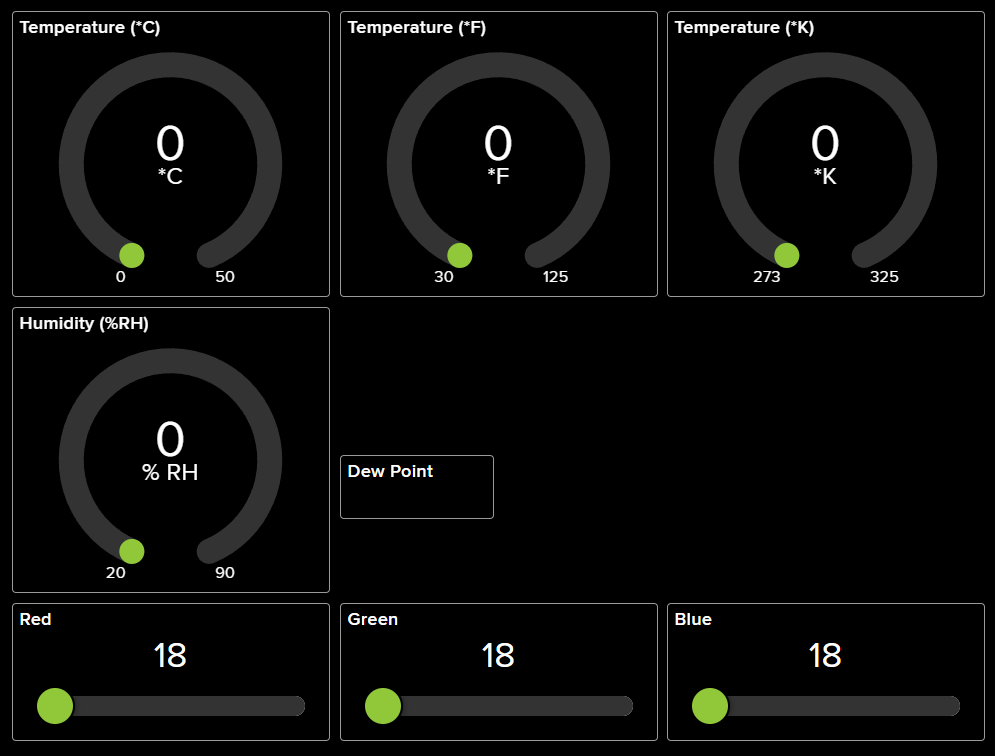 Temperature (*C)
0
*C
0 50
Temperature (*F)
0
*F
30 125
Temperature (*K)
0
*K
273 325
Humidity (%RH)
0
% RH
20 90
Dew Point
Red
18
Green
18
Blue
18